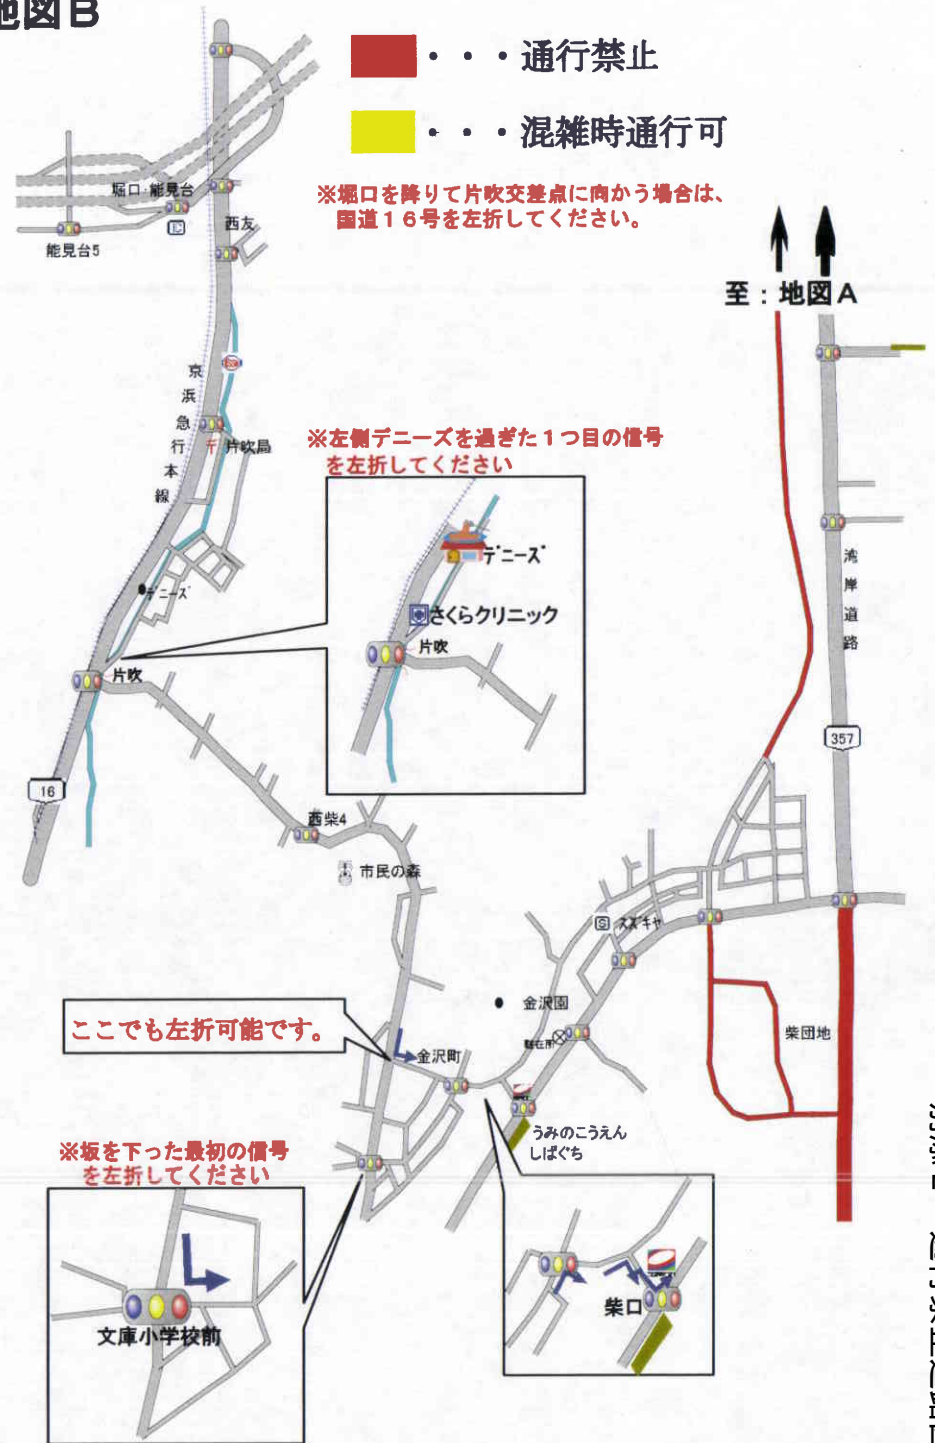 地図B
・・・通行禁止
・・・混雑時通行可
※堀口を降りて片吹交差点に向かう場合は、
国道16号を左折してください。
堀口・能見台
能見台5
西友
至:地図A
京浜急行本線
片吹局
※左側デニーズを過ぎた1つ目の信号
を左折してください
デニーズ
さくらクリニック
片吹
デニーズ
片吹
湾岸道路
357
16
西柴4
市民の森
スズキヤ
金沢園
駐在所
柴団地
ここでも左折可能です。
金沢町
うみのこうえん
しばぐち
※坂を下った最初の信号
を左折してください
文庫小学校前
柴口